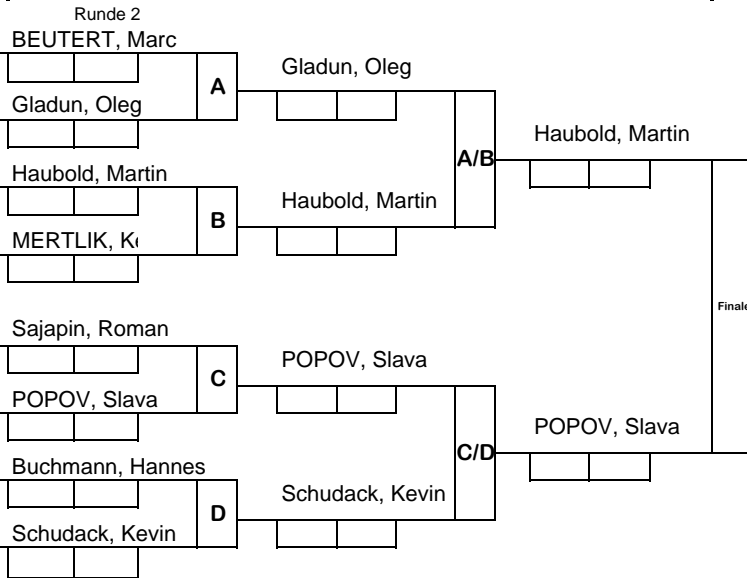 Runde 2
BEUTERT, Marc
A
Gladun, Oleg
Gladun, Oleg
Haubold, Martin
A/B
Haubold, Martin
B
Haubold, Martin
MERTLIK, Ke
Finale
Sajapin, Roman
C
POPOV, Slava
POPOV, Slava
POPOV, Slava
C/D
Buchmann, Hannes
D
Schudack, Kevin
Schudack, Kevin